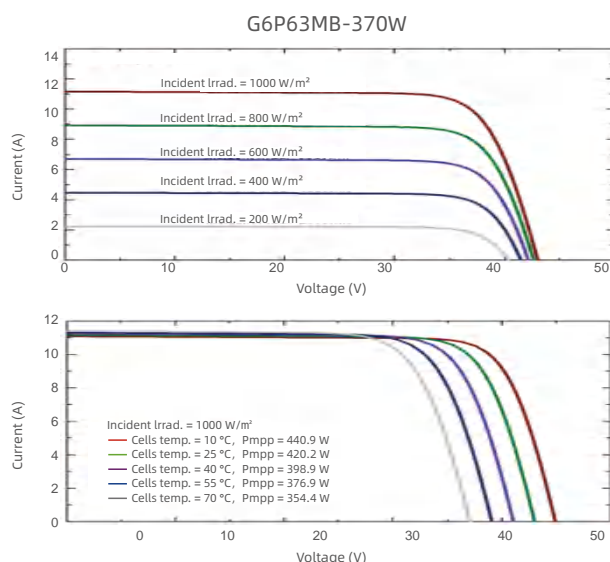 G6P63MB-370W
14
12
10
8
6
4
2
0
Current (A)
Incident lrrad. = 1000 W/m²
Incident lrrad. = 800 W/m²
Incident lrrad. = 600 W/m²
Incident lrrad. = 400 W/m²
Incident lrrad. = 200 W/m²
0 10 20 30 40 50
Voltage (V)
12
10
8
6
4
2
0
Current (A)
Incident lrrad. = 1000 W/m²
Cells temp. = 10 °C, Pmpp = 440.9 W
Cells temp. = 25 °C, Pmpp = 420.2 W
Cells temp. = 40 °C, Pmpp = 398.9 W
Cells temp. = 55 °C, Pmpp = 376.9 W
Cells temp. = 70 °C, Pmpp = 354.4 W
0 10 20 30 40 50
Voltage (V)